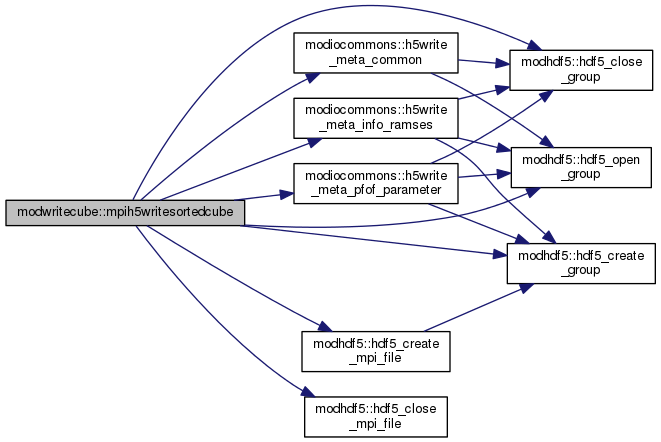 modwritecube::mpih5writesortedcube
modiocommons::h5write
_meta_common
modiocommons::h5write
_meta_info_ramses
modiocommons::h5write
_meta_pfof_parameter
modhdf5::hdf5_create
_mpi_file
modhdf5::hdf5_close
_mpi_file
modhdf5::hdf5_close
_group
modhdf5::hdf5_open
_group
modhdf5::hdf5_create
_group